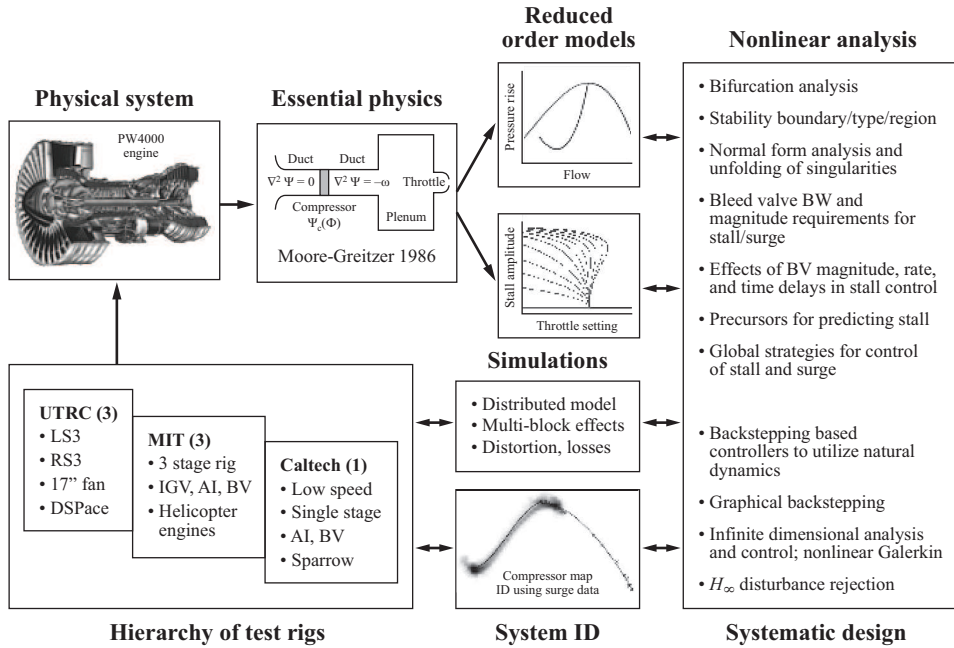 Physical system
PW4000
engine
Essential physics
Duct
Duct
∇² Ψ = 0
∇² Ψ = –ω
Throttle
Compressor
Ψc(Φ)
Plenum
Moore-Greitzer 1986
Reduced
order models
Pressure rise
Flow
Stall amplitude
Throttle setting
Nonlinear analysis
• Bifurcation analysis
• Stability boundary/type/region
• Normal form analysis and
unfolding of singularities
• Bleed valve BW and
magnitude requirements for
stall/surge
• Effects of BV magnitude, rate,
and time delays in stall control
• Precursors for predicting stall
• Global strategies for control
of stall and surge
• Backstepping based
controllers to utilize natural
dynamics
• Graphical backstepping
• Infinite dimensional analysis
and control; nonlinear Galerkin
• H∞ disturbance rejection
Systematic design
Simulations
• Distributed model
• Multi-block effects
• Distortion, losses
Compressor map
ID using surge data
System ID
UTRC (3)
• LS3
• RS3
• 17” fan
• DSPace
MIT (3)
• 3 stage rig
• IGV, AI, BV
• Helicopter
engines
Caltech (1)
• Low speed
• Single stage
• AI, BV
• Sparrow
Hierarchy of test rigs